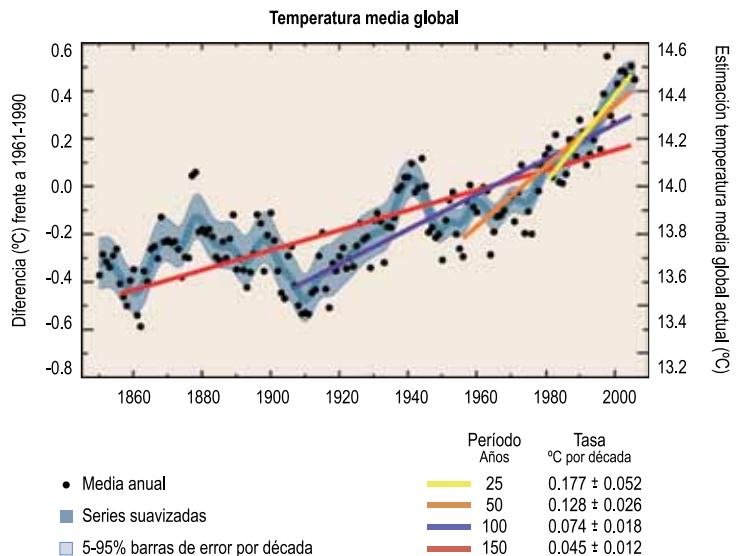 Temperatura media global
Diferencia (ºC) frente a 1961-1990
0.6
0.4
0.2
0.0
-0.2
-0.4
-0.6
-0.8
14.6
14.4
14.2
14.0
13.8
13.6
13.4
13.2
Estimación temperatura media
global actual (ºC)
1860 1880 1900 1920 1940 1960 1980 2000
Período Tasa
Años ºC por década
Media anual
Series suavizadas
5-95% barras de error por década
25 0.177 ± 0.052
50 0.128 ± 0.026
100 0.074 ± 0.018
150 0.045 ± 0.012